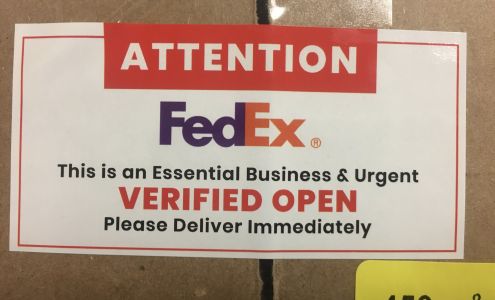 ATTENTION
FedEx ®
This is an Essential Business & Urgent
VERIFIED OPEN
Please Deliver Immediately